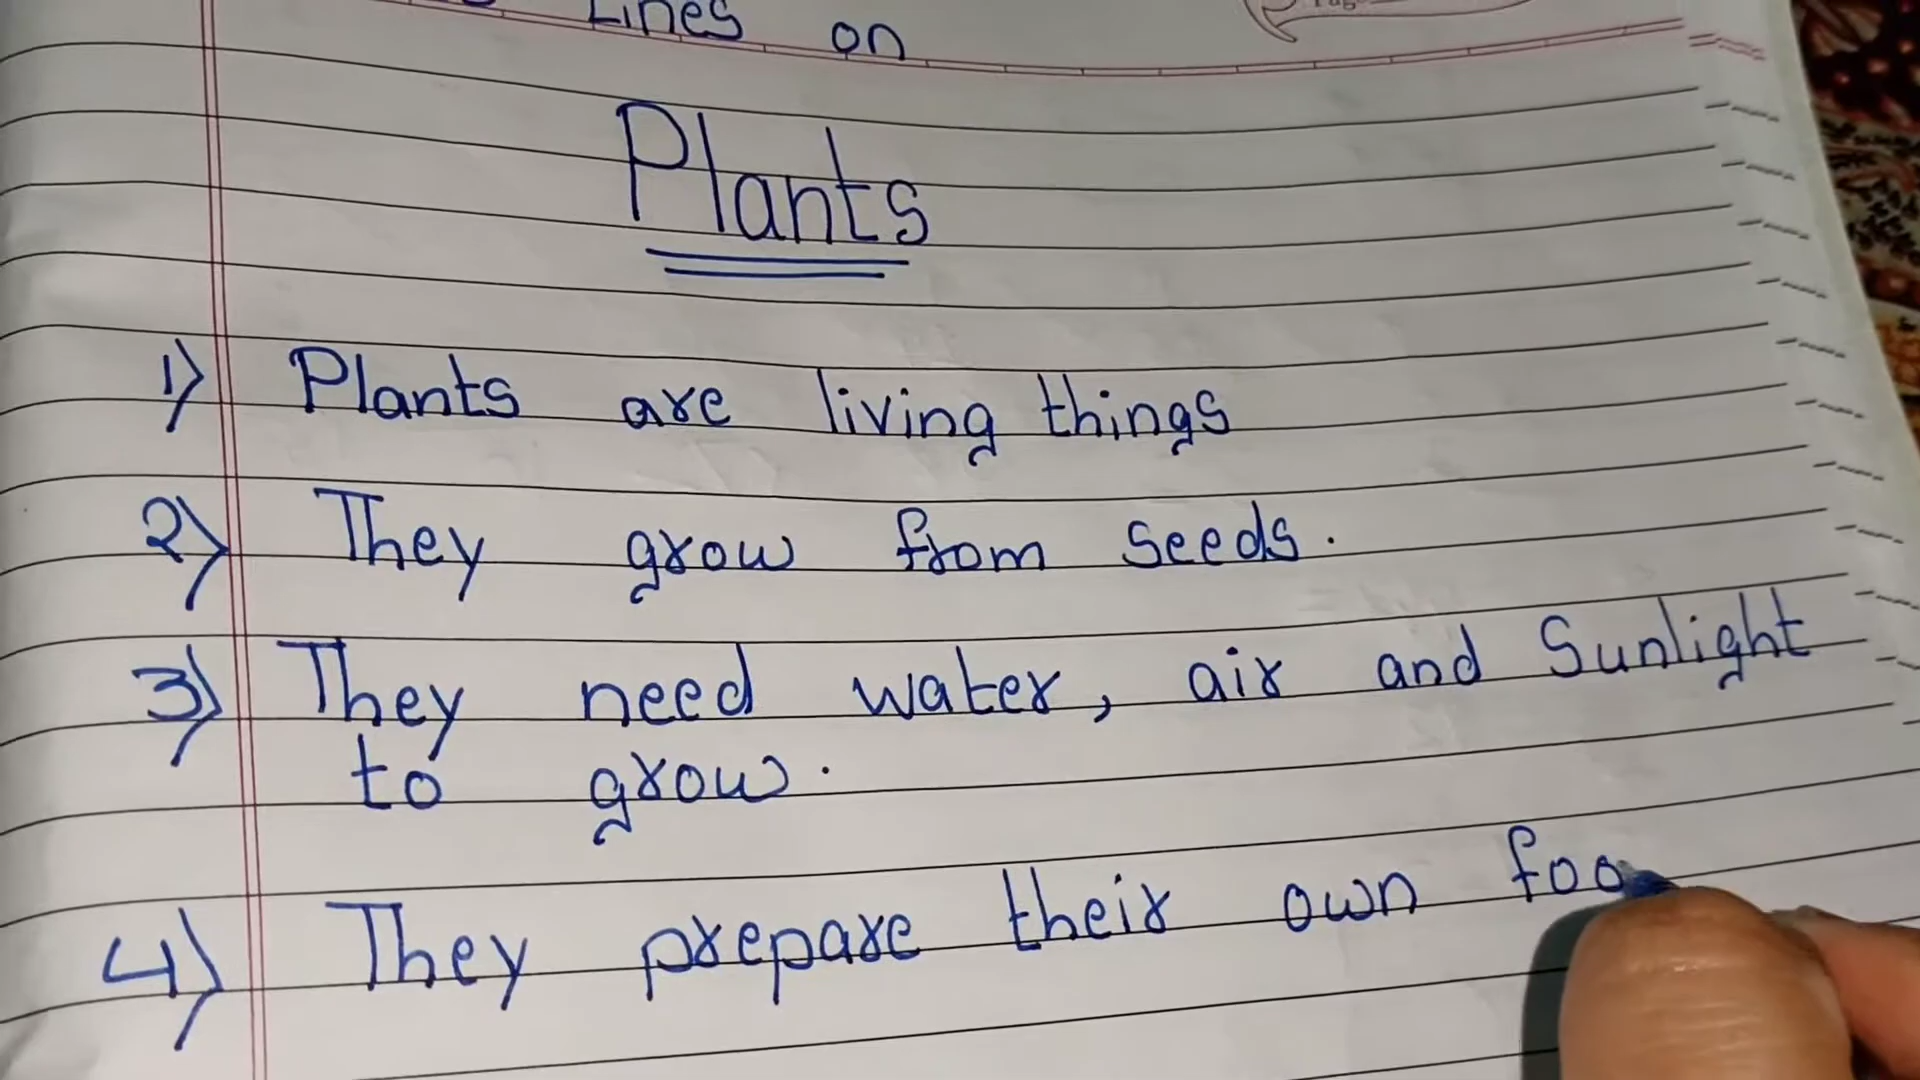 Lines on
Plants
1) Plants are living things
2) They grow from seeds.
3) They need water, air and Sunlight
to grow.
4) They prepare their own foo